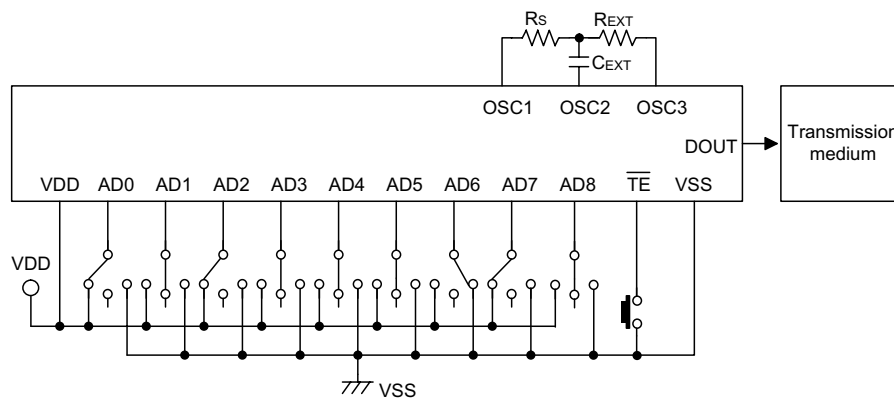 RS REXT
CEXT
OSC1 OSC2 OSC3
DOUT
Transmission
medium
VDD AD0 AD1 AD2 AD3 AD4 AD5 AD6 AD7 AD8 TE VSS
VDD
VSS